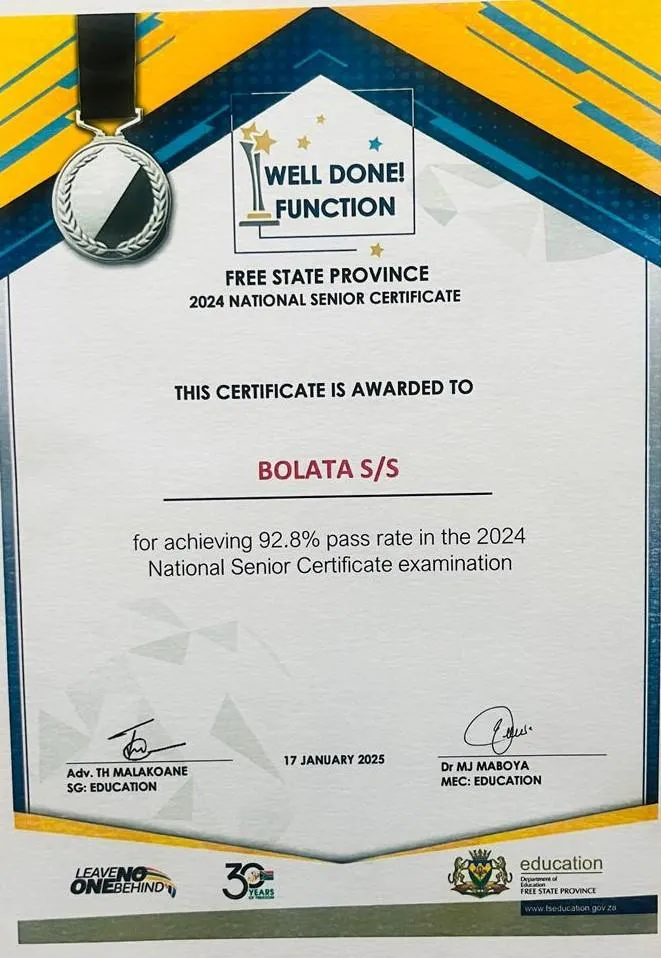 WELL DONE!
FUNCTION
FREE STATE PROVINCE
2024 NATIONAL SENIOR CERTIFICATE
THIS CERTIFICATE IS AWARDED TO
BOLATA S/S
for achieving 92.8% pass rate in the 2024
National Senior Certificate examination
17 JANUARY 2025
Adv. TH MALAKOANE
SG: EDUCATION
Dr MJ MABOYA
MEC: EDUCATION
LEAVE NO
ONE BEHIND
30
YEARS
OF FREEDOM
education
Department of
Education
FREE STATE PROVINCE
www.fseducation.gov.za